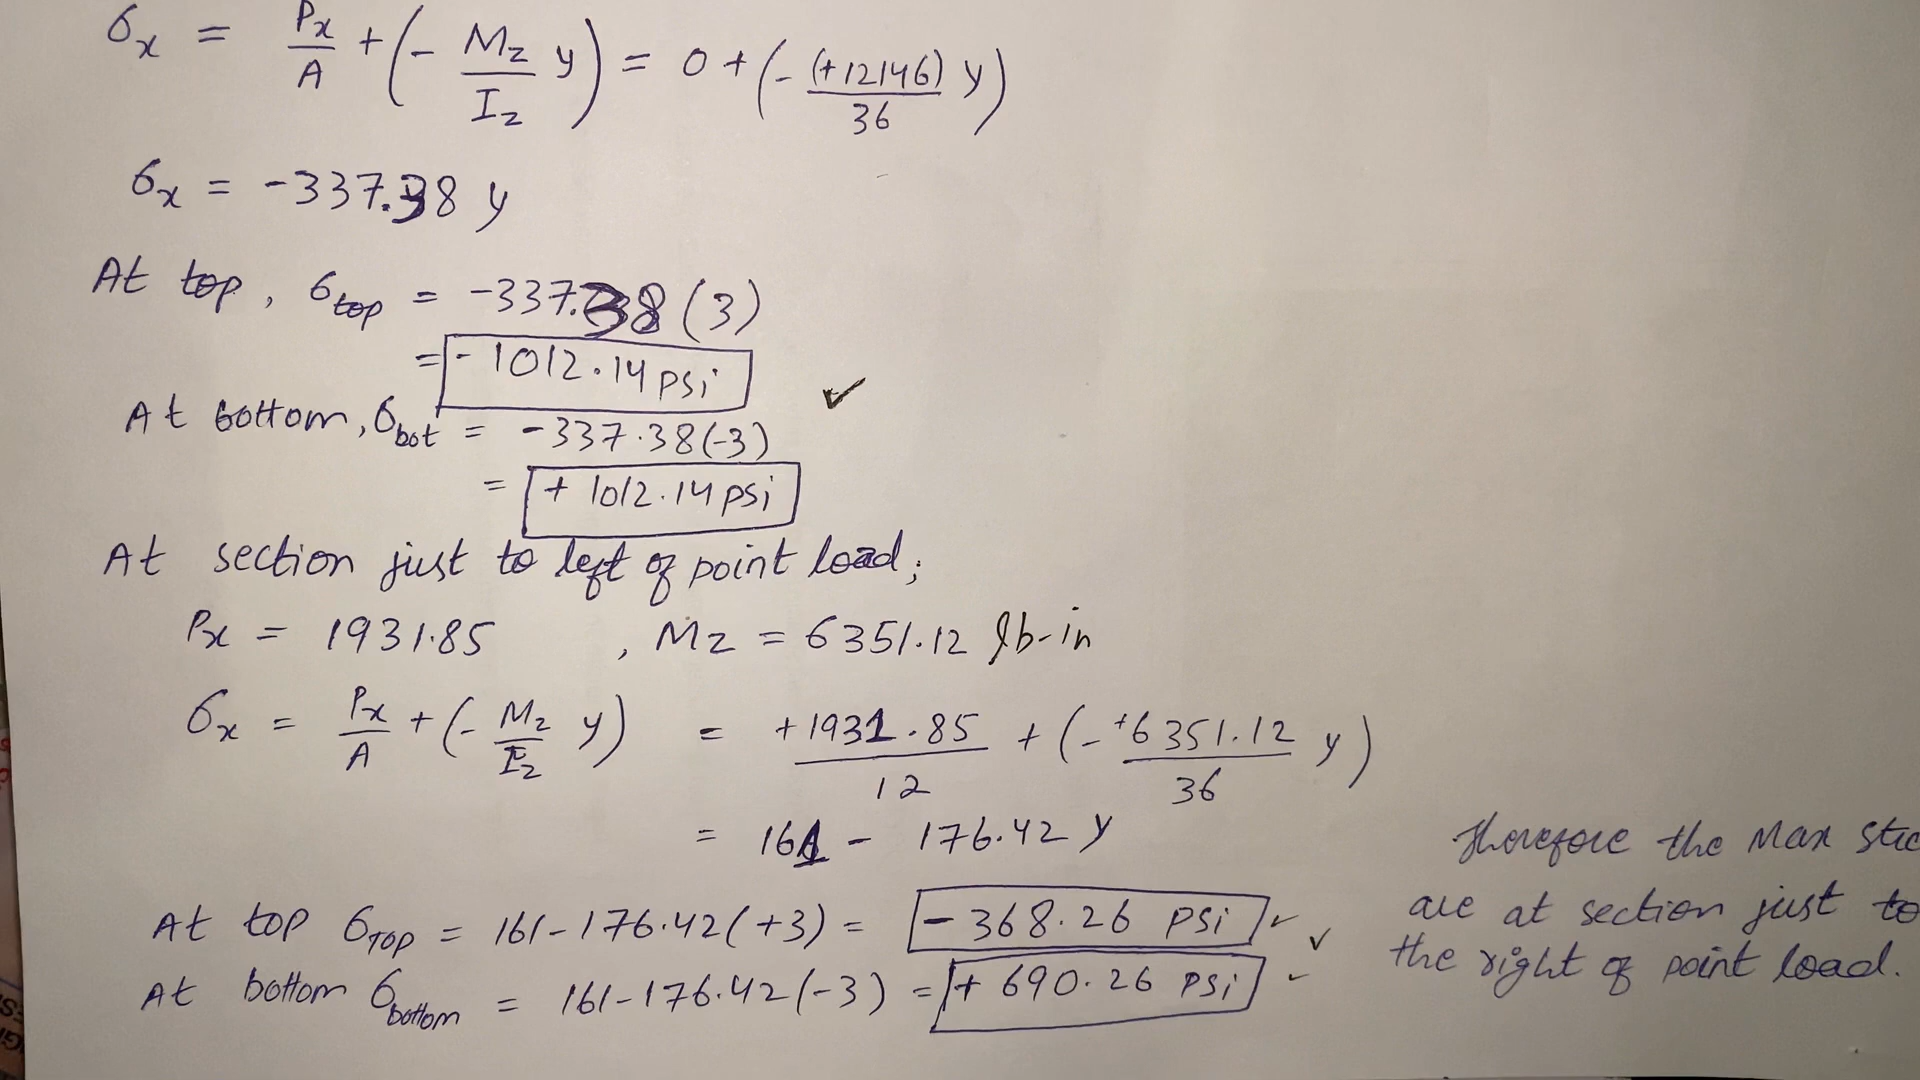 σx = Px/A + (- Mz/Iz y) = 0 + (- (+12146)/36 y)
σx = -337.38 y
At top, σtop = -337.38 (3)
= -1012.14 psi
At bottom, σbot = -337.38(-3)
= +1012.14 psi ✓
At section just to left of point load;
Px = 1931.85 , Mz = 6351.12 lb-in
σx = Px/A + (- Mz/Iz y) = +1931.85/12 + (- +6351.12/36 y)
= 161 - 176.42 y
At top σTOP = 161-176.42(+3) = -368.26 psi ✓
At bottom σbottom = 161-176.42(-3) = +690.26 psi ✓
Therefore the Max
are at section just to
the right of point load.